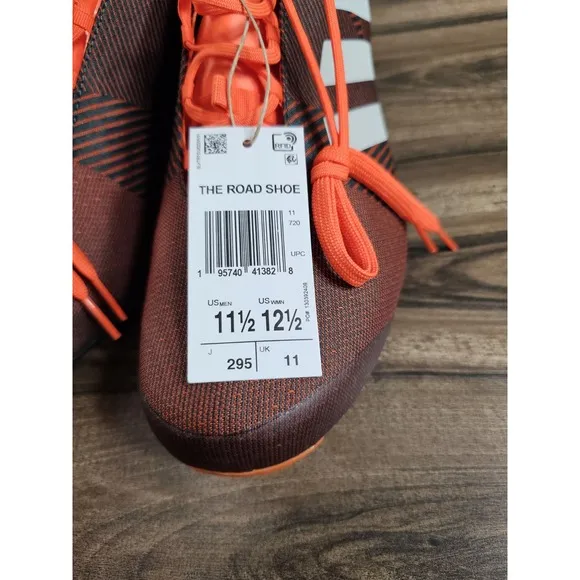 RFID
THE ROAD SHOE
11
720
UPC
1 95740 41382 8
US MEN US WMN
11½ 12½
J UK
295 11